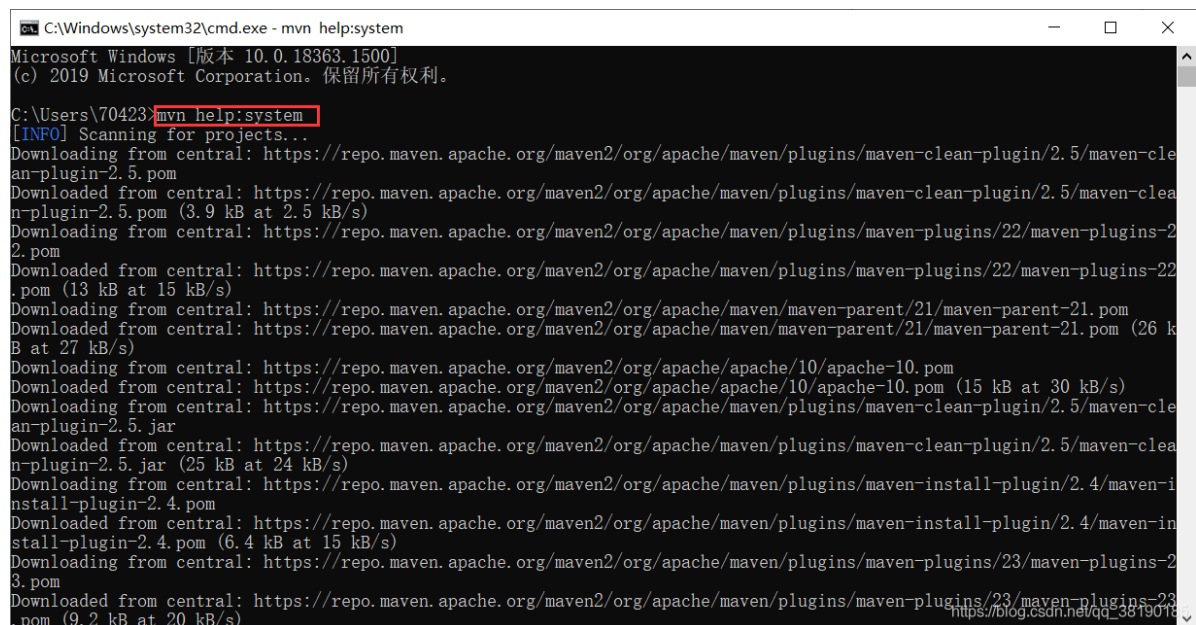 C:\Windows\system32\cmd.exe - mvn  help:system
Microsoft Windows [版本 10.0.18363.1500]
(c) 2019 Microsoft Corporation。保留所有权利。
C:\Users\70423>mvn help:system
[INFO] Scanning for projects...
Downloading from central: https://repo.maven.apache.org/maven2/org/apache/maven/plugins/maven-clean-plugin/2.5/maven-cle
an-plugin-2.5.pom
Downloaded from central: https://repo.maven.apache.org/maven2/org/apache/maven/plugins/maven-clean-plugin/2.5/maven-clea
n-plugin-2.5.pom (3.9 kB at 2.5 kB/s)
Downloading from central: https://repo.maven.apache.org/maven2/org/apache/maven/plugins/maven-plugins/22/maven-plugins-2
2.pom
Downloaded from central: https://repo.maven.apache.org/maven2/org/apache/maven/plugins/maven-plugins/22/maven-plugins-22
.pom (13 kB at 15 kB/s)
Downloading from central: https://repo.maven.apache.org/maven2/org/apache/maven/maven-parent/21/maven-parent-21.pom
Downloaded from central: https://repo.maven.apache.org/maven2/org/apache/maven/maven-parent/21/maven-parent-21.pom (26 k
B at 27 kB/s)
Downloading from central: https://repo.maven.apache.org/maven2/org/apache/apache/10/apache-10.pom
Downloaded from central: https://repo.maven.apache.org/maven2/org/apache/apache/10/apache-10.pom (15 kB at 30 kB/s)
Downloading from central: https://repo.maven.apache.org/maven2/org/apache/maven/plugins/maven-clean-plugin/2.5/maven-cle
an-plugin-2.5.jar
Downloaded from central: https://repo.maven.apache.org/maven2/org/apache/maven/plugins/maven-clean-plugin/2.5/maven-clea
n-plugin-2.5.jar (25 kB at 24 kB/s)
Downloading from central: https://repo.maven.apache.org/maven2/org/apache/maven/plugins/maven-install-plugin/2.4/maven-i
nstall-plugin-2.4.pom
Downloaded from central: https://repo.maven.apache.org/maven2/org/apache/maven/plugins/maven-install-plugin/2.4/maven-in
stall-plugin-2.4.pom (6.4 kB at 15 kB/s)
Downloading from central: https://repo.maven.apache.org/maven2/org/apache/maven/plugins/maven-plugins/23/maven-plugins-2
3.pom
Downloaded from central: https://repo.maven.apache.org/maven2/org/apache/maven/plugins/maven-plugins/23/maven-plugins-23
.pom (9.2 kB at 20 kB/s)